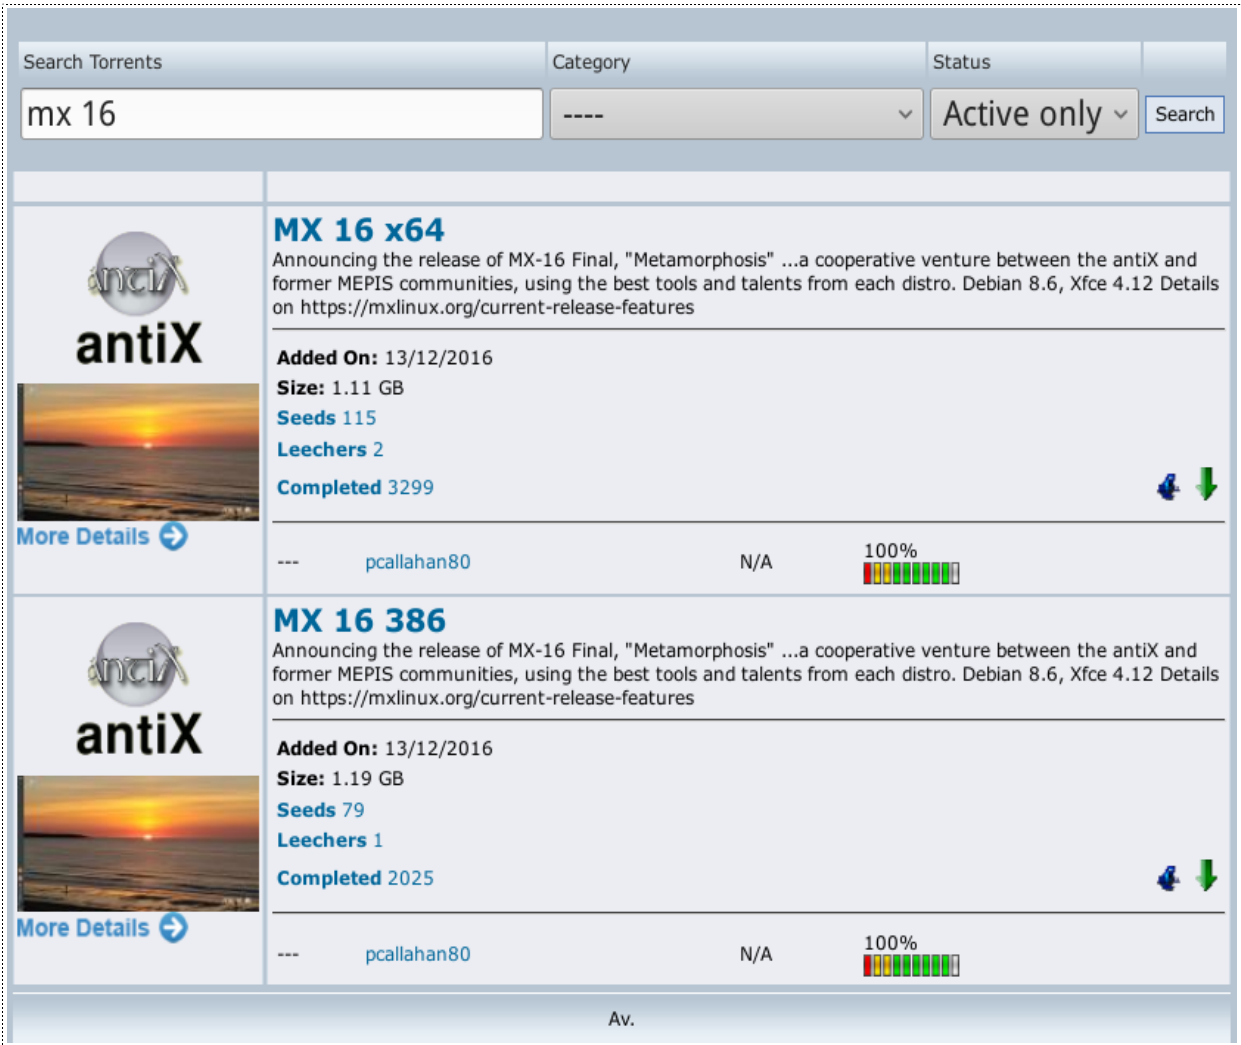 Search Torrents
Category
Status
mx 16
----
Active only
Search
antiX
antiX
More Details
MX 16 x64
Announcing the release of MX-16 Final, "Metamorphosis" ...a cooperative venture between the antiX and
former MEPIS communities, using the best tools and talents from each distro. Debian 8.6, Xfce 4.12 Details
on https://mxlinux.org/current-release-features
Added On: 13/12/2016
Size: 1.11 GB
Seeds 115
Leechers 2
Completed 3299
--- pcallahan80 N/A 100%
antiX
antiX
More Details
MX 16 386
Announcing the release of MX-16 Final, "Metamorphosis" ...a cooperative venture between the antiX and
former MEPIS communities, using the best tools and talents from each distro. Debian 8.6, Xfce 4.12 Details
on https://mxlinux.org/current-release-features
Added On: 13/12/2016
Size: 1.19 GB
Seeds 79
Leechers 1
Completed 2025
--- pcallahan80 N/A 100%
Av.